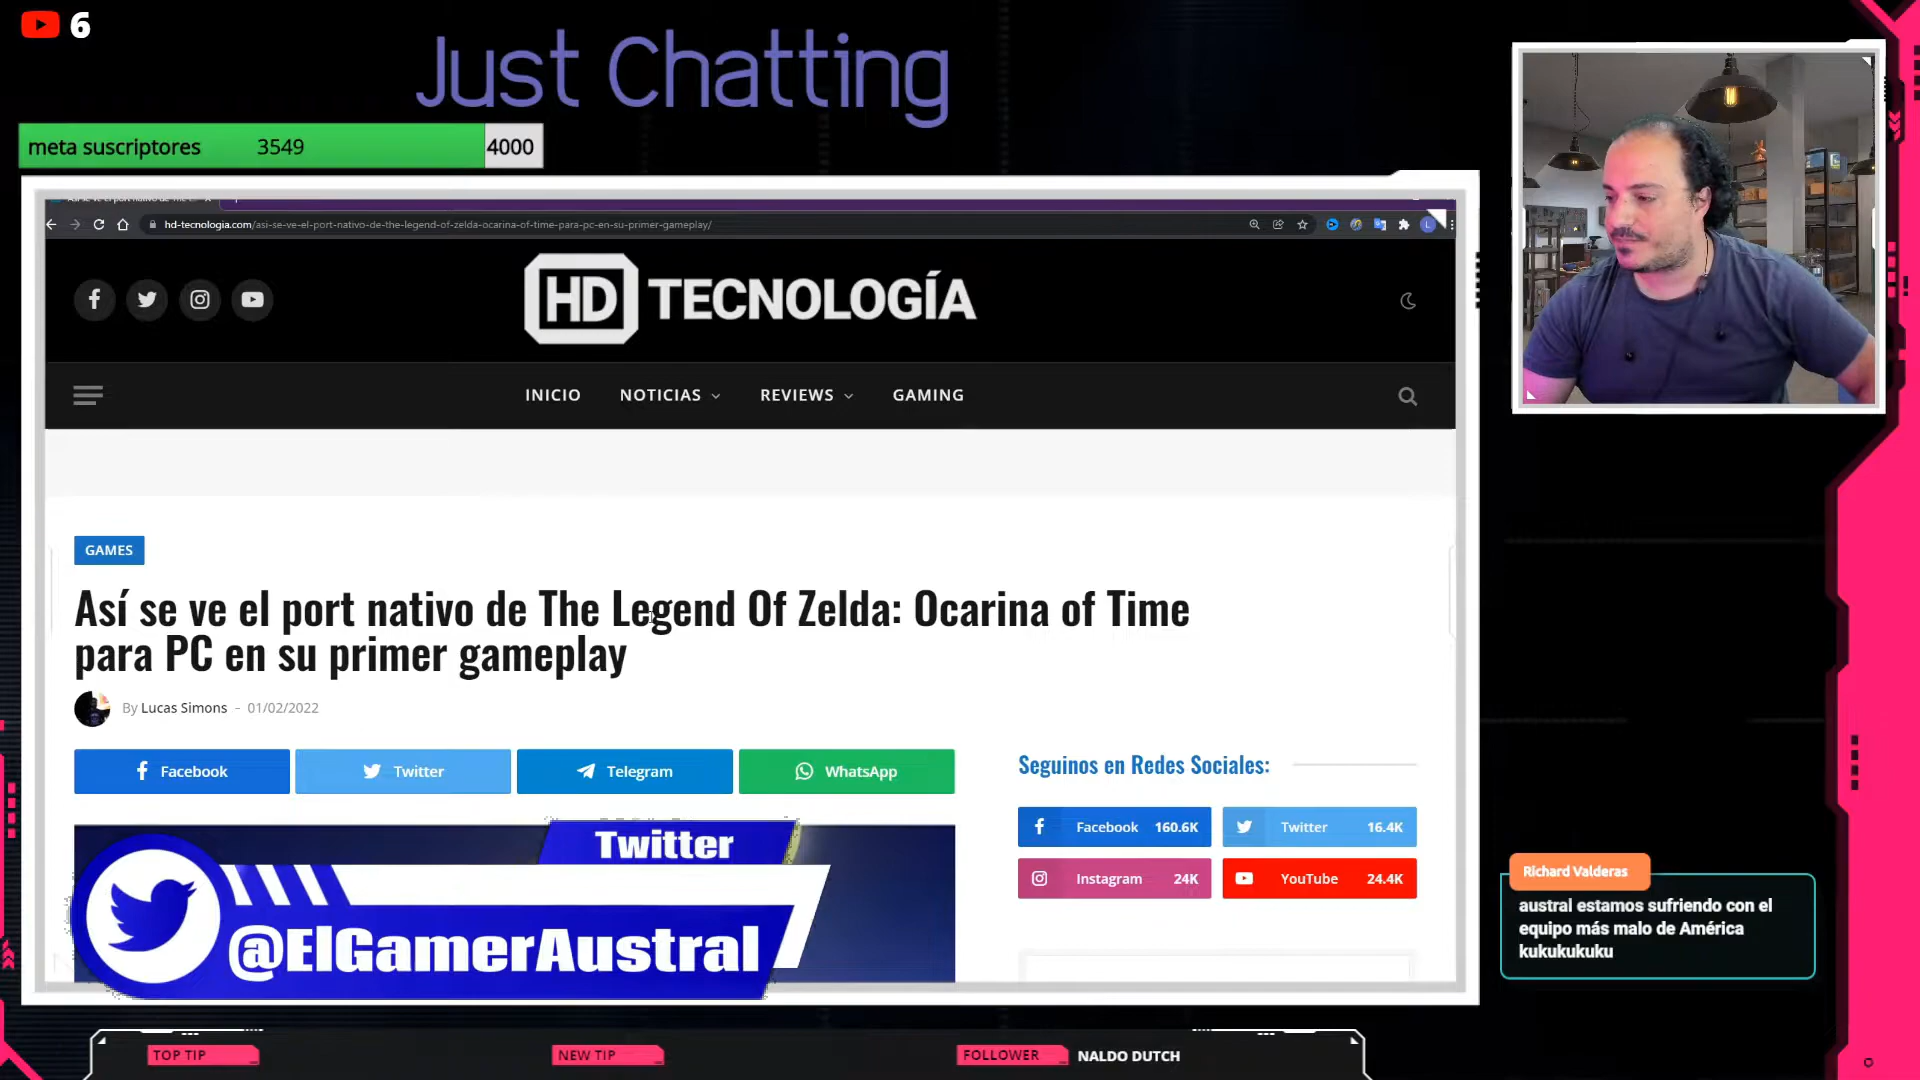 6
Just Chatting
meta suscriptores 3549 4000
hd-tecnologia.com/asi-se-ve-el-port-nativo-de-the-legend-of-zelda-ocarina-of-time-para-pc-en-su-primer-gameplay/
HD TECNOLOGÍA
INICIO NOTICIAS REVIEWS GAMING
GAMES
Así se ve el port nativo de The Legend Of Zelda: Ocarina of Time
para PC en su primer gameplay
By Lucas Simons - 01/02/2022
Facebook Twitter Telegram WhatsApp
Seguinos en Redes Sociales:
Facebook 160.6K Twitter 16.4K
Instagram 24K YouTube 24.4K
Twitter
@ElGamerAustral
Richard Valderas
austral estamos sufriendo con el
equipo más malo de América
kukukukuku
TOP TIP NEW TIP FOLLOWER NALDO DUTCH